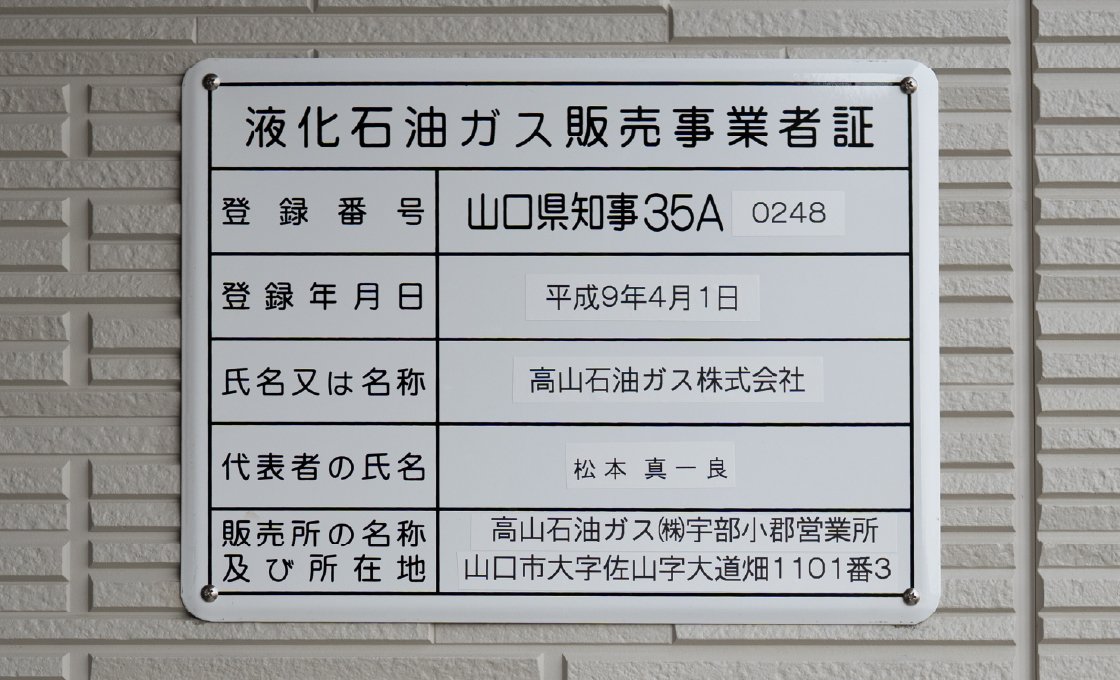 液化石油ガス販売事業者証
登録番号 山口県知事35A 0248
登録年月日 平成9年4月1日
氏名又は名称 高山石油ガス株式会社
代表者の氏名 松本 真一良
販売所の名称 高山石油ガス㈱宇部小郡営業所
及び所在地 山口市大字佐山字大道畑1101番3